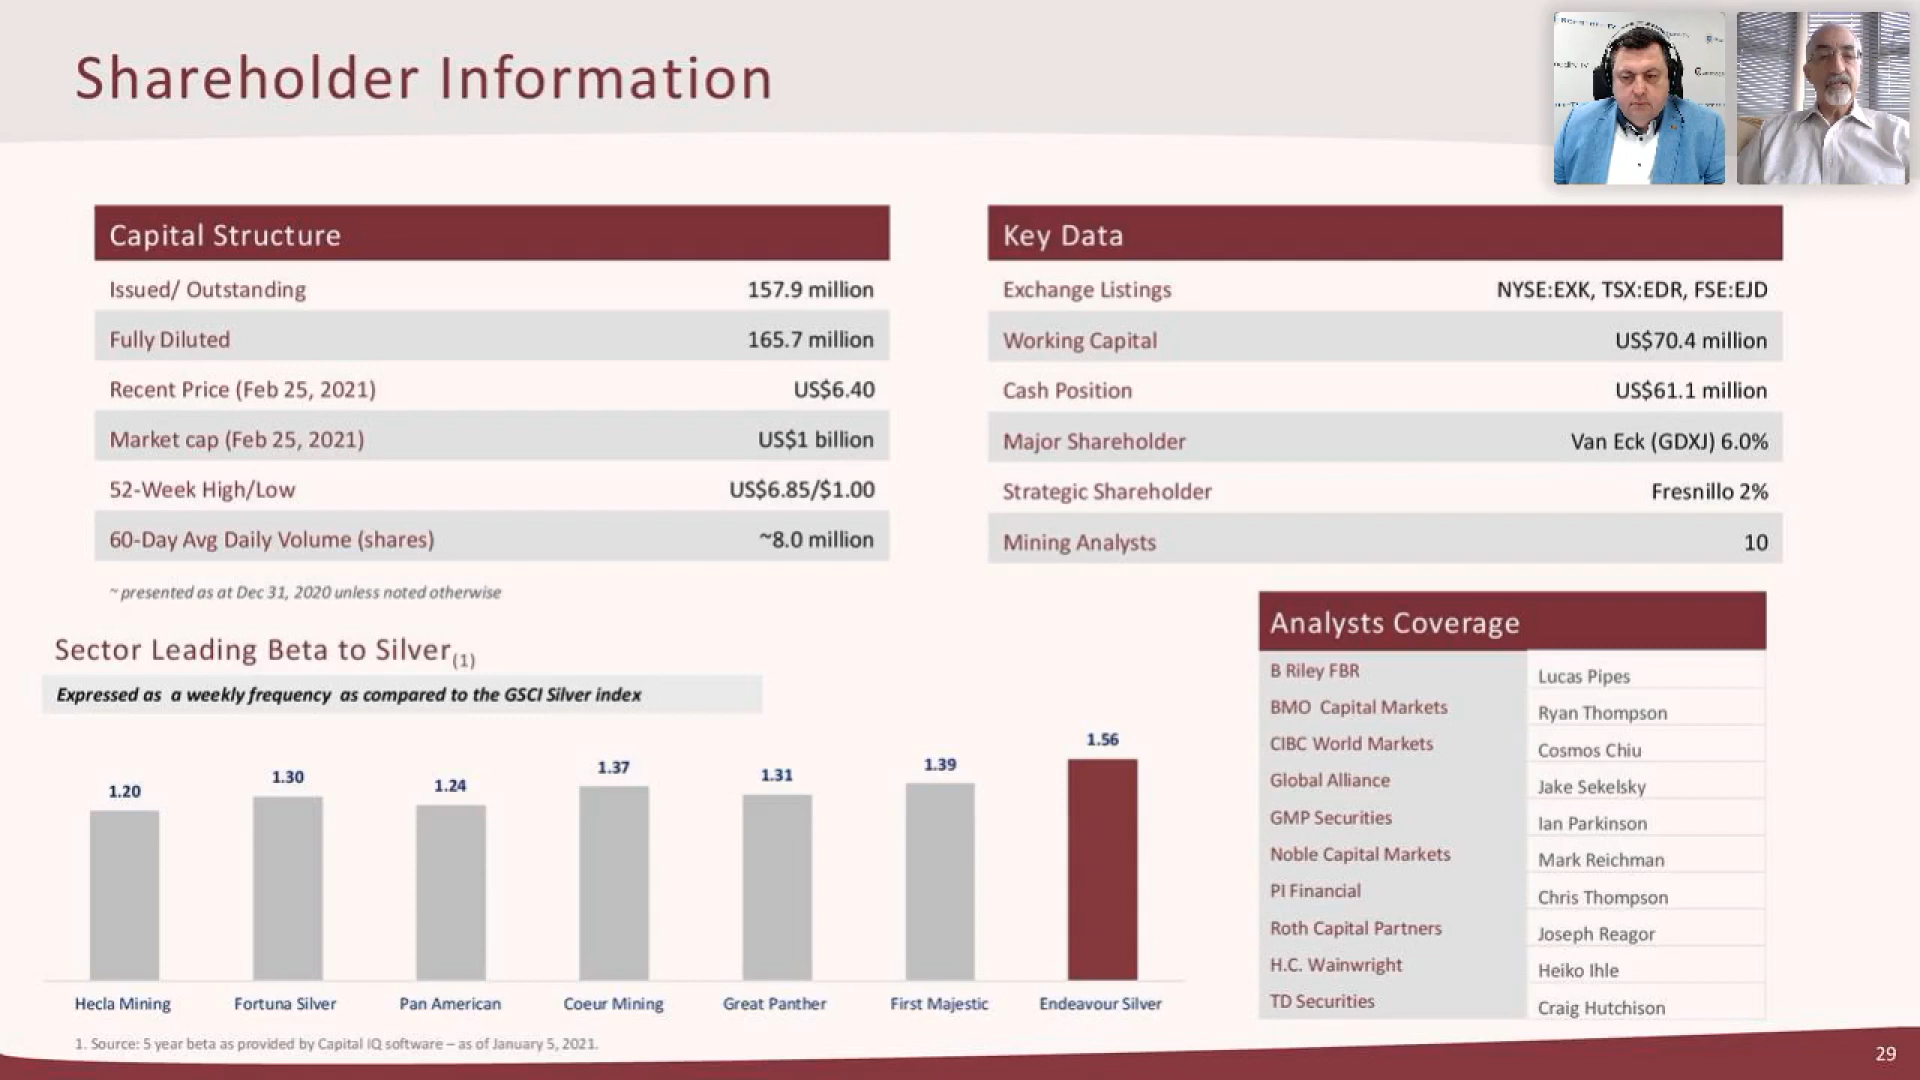 Shareholder Information
Capital Structure
Issued/ Outstanding 157.9 million
Fully Diluted 165.7 million
Recent Price (Feb 25, 2021) US$6.40
Market cap (Feb 25, 2021) US$1 billion
52-Week High/Low US$6.85/$1.00
60-Day Avg Daily Volume (shares) ~8.0 million
~ presented as at Dec 31, 2020 unless noted otherwise
Key Data
Exchange Listings NYSE:EXK, TSX:EDR, FSE:EJD
Working Capital US$70.4 million
Cash Position US$61.1 million
Major Shareholder Van Eck (GDXJ) 6.0%
Strategic Shareholder Fresnillo 2%
Mining Analysts 10
Sector Leading Beta to Silver(1)
Expressed as a weekly frequency as compared to the GSCI Silver index
1.20 1.30 1.24 1.37 1.31 1.39 1.56
Hecla Mining Fortuna Silver Pan American Coeur Mining Great Panther First Majestic Endeavour Silver
1. Source: 5 year beta as provided by Capital IQ software – as of January 5, 2021.
Analysts Coverage
B Riley FBR Lucas Pipes
BMO Capital Markets Ryan Thompson
CIBC World Markets Cosmos Chiu
Global Alliance Jake Sekelsky
GMP Securities Ian Parkinson
Noble Capital Markets Mark Reichman
PI Financial Chris Thompson
Roth Capital Partners Joseph Reagor
H.C. Wainwright Heiko Ihle
TD Securities Craig Hutchison
29